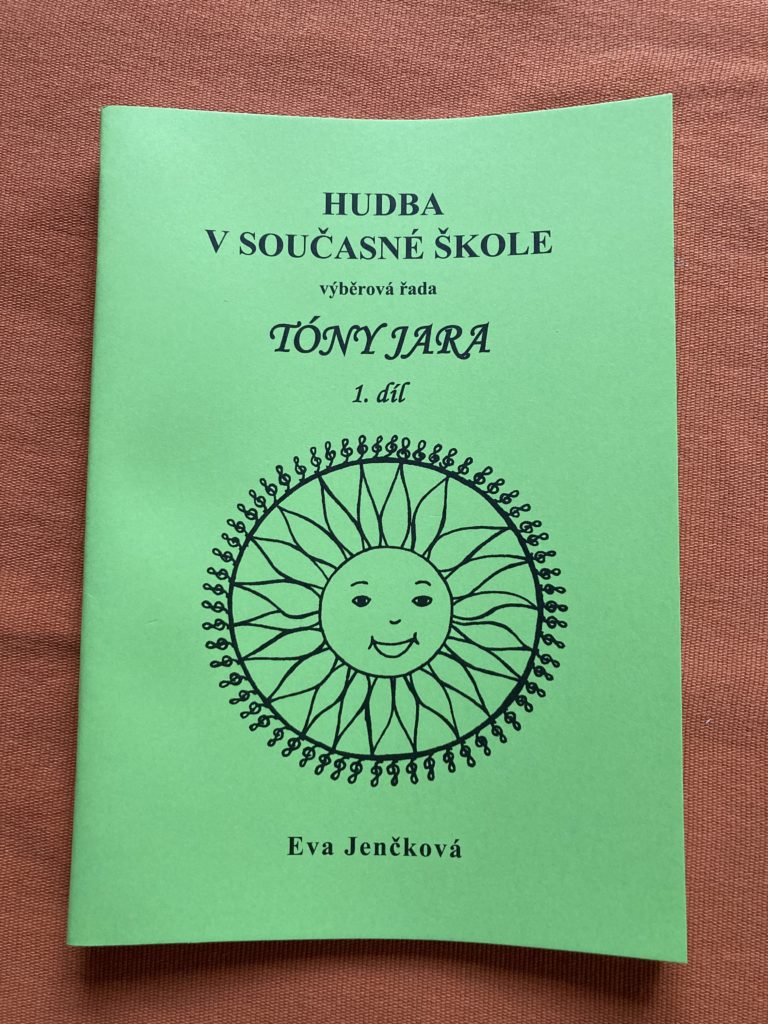 HUDBA
V SOUČASNÉ ŠKOLE
výběrová řada
TÓNY JARA
1. díl
Eva Jenčková